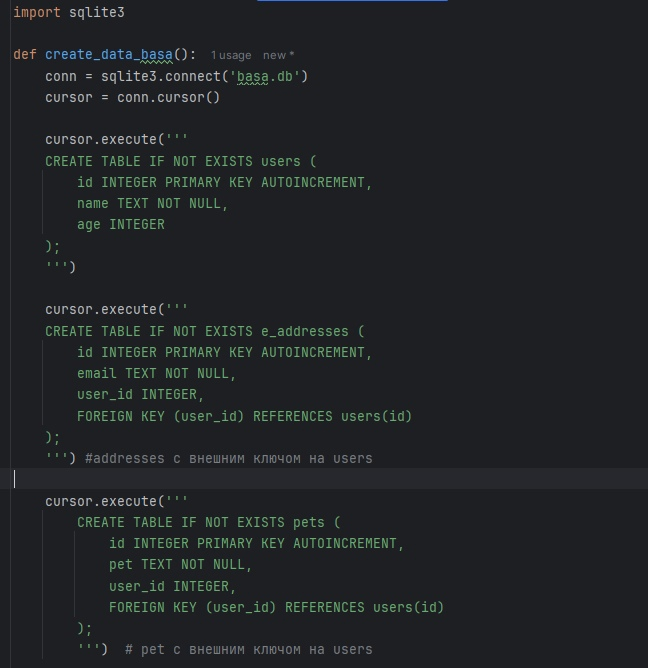 import sqlite3
def create_data_basa():  1 usage  new *
    conn = sqlite3.connect('basa.db')
    cursor = conn.cursor()
    cursor.execute('''
    CREATE TABLE IF NOT EXISTS users (
        id INTEGER PRIMARY KEY AUTOINCREMENT,
        name TEXT NOT NULL,
        age INTEGER
    );
    ''')
    cursor.execute('''
    CREATE TABLE IF NOT EXISTS e_addresses (
        id INTEGER PRIMARY KEY AUTOINCREMENT,
        email TEXT NOT NULL,
        user_id INTEGER,
        FOREIGN KEY (user_id) REFERENCES users(id)
    );
    ''') #addresses с внешним ключом на users
    cursor.execute('''
        CREATE TABLE IF NOT EXISTS pets (
            id INTEGER PRIMARY KEY AUTOINCREMENT,
            pet TEXT NOT NULL,
            user_id INTEGER,
            FOREIGN KEY (user_id) REFERENCES users(id)
        );
        ''')  # pet с внешним ключом на users